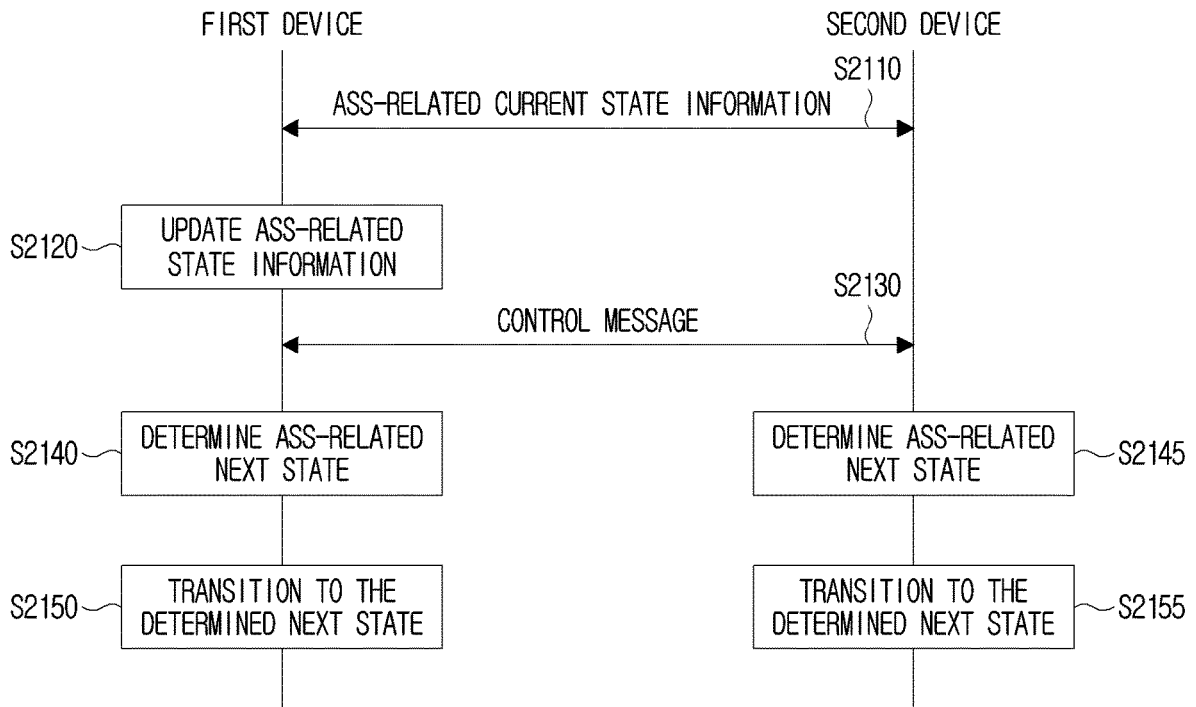 FIRST DEVICE
SECOND DEVICE
S2110
ASS-RELATED CURRENT STATE INFORMATION
S2120
UPDATE ASS-RELATED
STATE INFORMATION
S2130
CONTROL MESSAGE
S2140
DETERMINE ASS-RELATED
NEXT STATE
DETERMINE ASS-RELATED
NEXT STATE
S2145
S2150
TRANSITION TO THE
DETERMINED NEXT STATE
TRANSITION TO THE
DETERMINED NEXT STATE
S2155